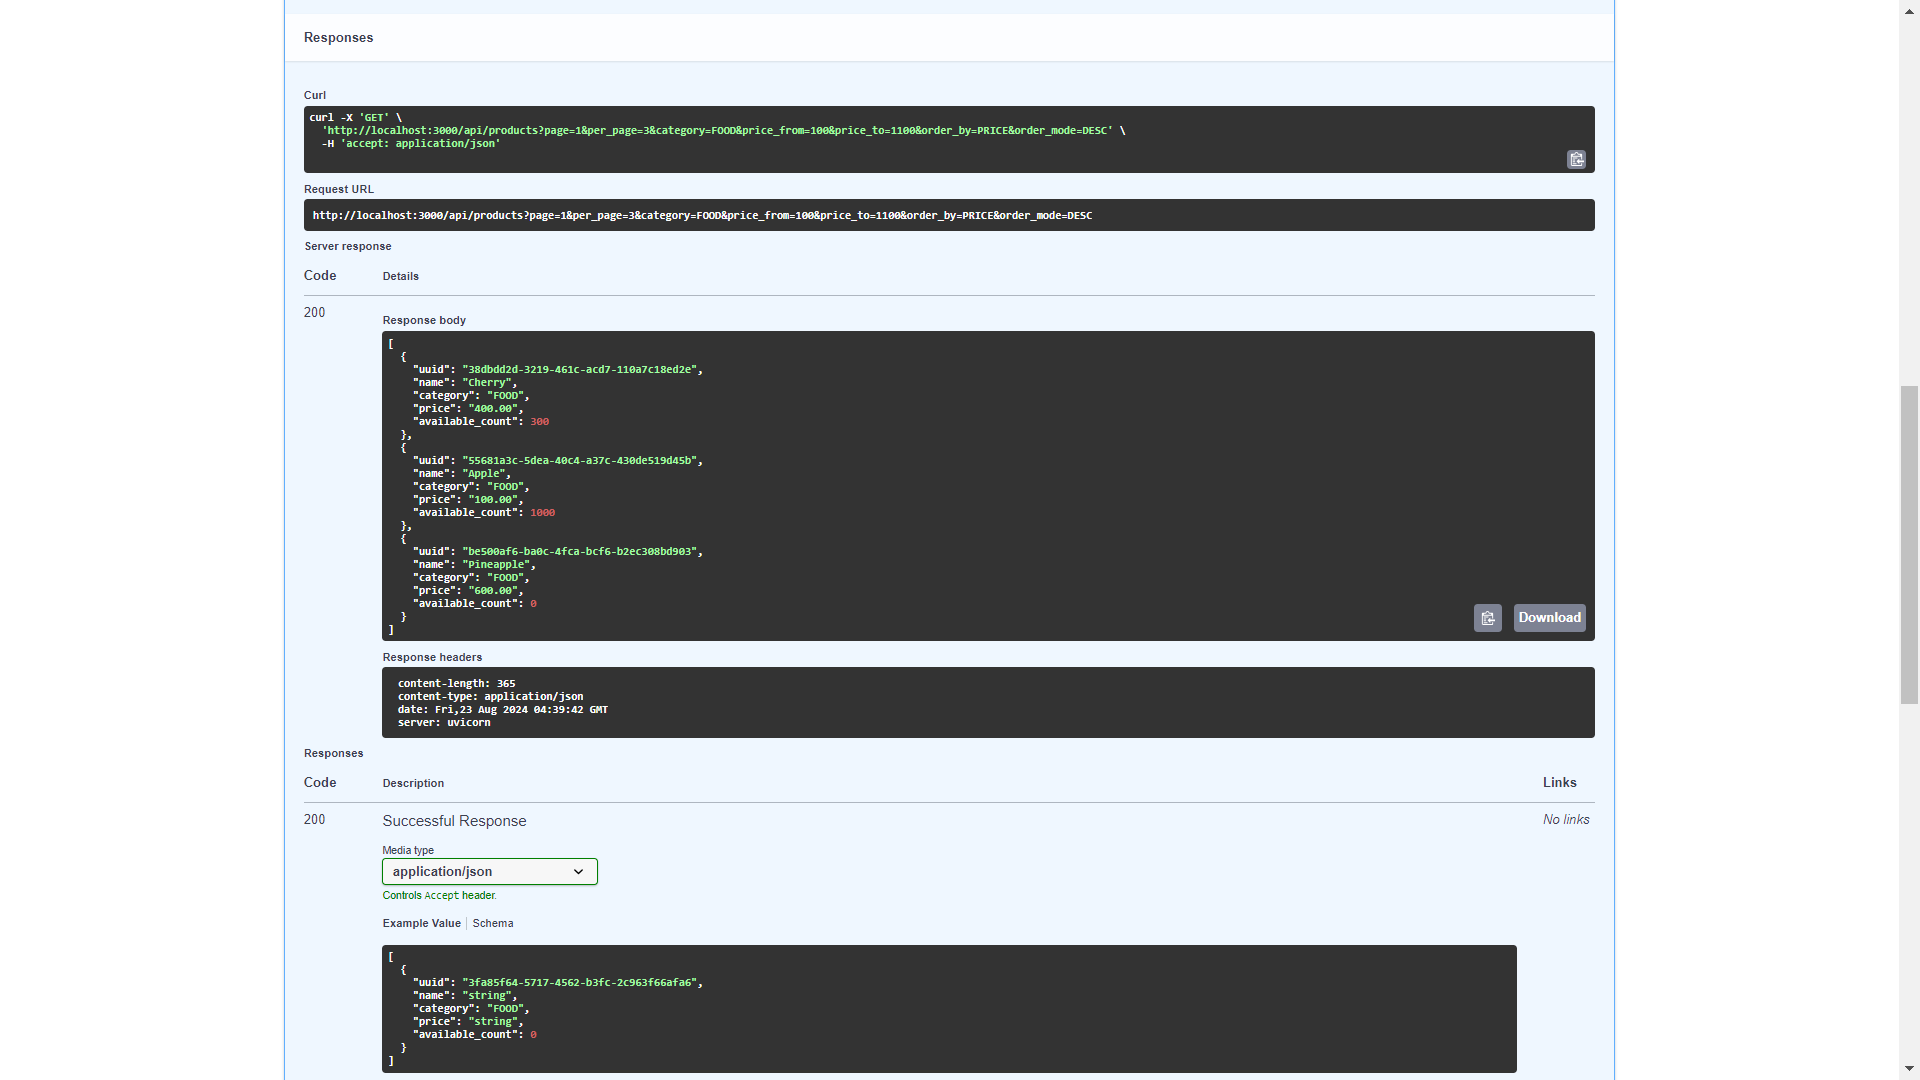 Responses
Curl
curl -X 'GET' \
  'http://localhost:3000/api/products?page=1&per_page=3&category=FOOD&price_from=100&price_to=1100&order_by=PRICE&order_mode=DESC' \
  -H 'accept: application/json'
Request URL
http://localhost:3000/api/products?page=1&per_page=3&category=FOOD&price_from=100&price_to=1100&order_by=PRICE&order_mode=DESC
Server response
Code Details
200
Response body
[
  {
    "uuid": "38dbdd2d-3219-461c-acd7-110a7c18ed2e",
    "name": "Cherry",
    "category": "FOOD",
    "price": "400.00",
    "available_count": 300
  },
  {
    "uuid": "55681a3c-5dea-40c4-a37c-430de519d45b",
    "name": "Apple",
    "category": "FOOD",
    "price": "100.00",
    "available_count": 1000
  },
  {
    "uuid": "be500af6-ba0c-4fca-bcf6-b2ec308bd903",
    "name": "Pineapple",
    "category": "FOOD",
    "price": "600.00",
    "available_count": 0
  }
]
Download
Response headers
content-length: 365
content-type: application/json
date: Fri,23 Aug 2024 04:39:42 GMT
server: uvicorn
Responses
Code Description Links
200 Successful Response No links
Media type
application/json
Controls Accept header.
Example Value Schema
[
  {
    "uuid": "3fa85f64-5717-4562-b3fc-2c963f66afa6",
    "name": "string",
    "category": "FOOD",
    "price": "string",
    "available_count": 0
  }
]